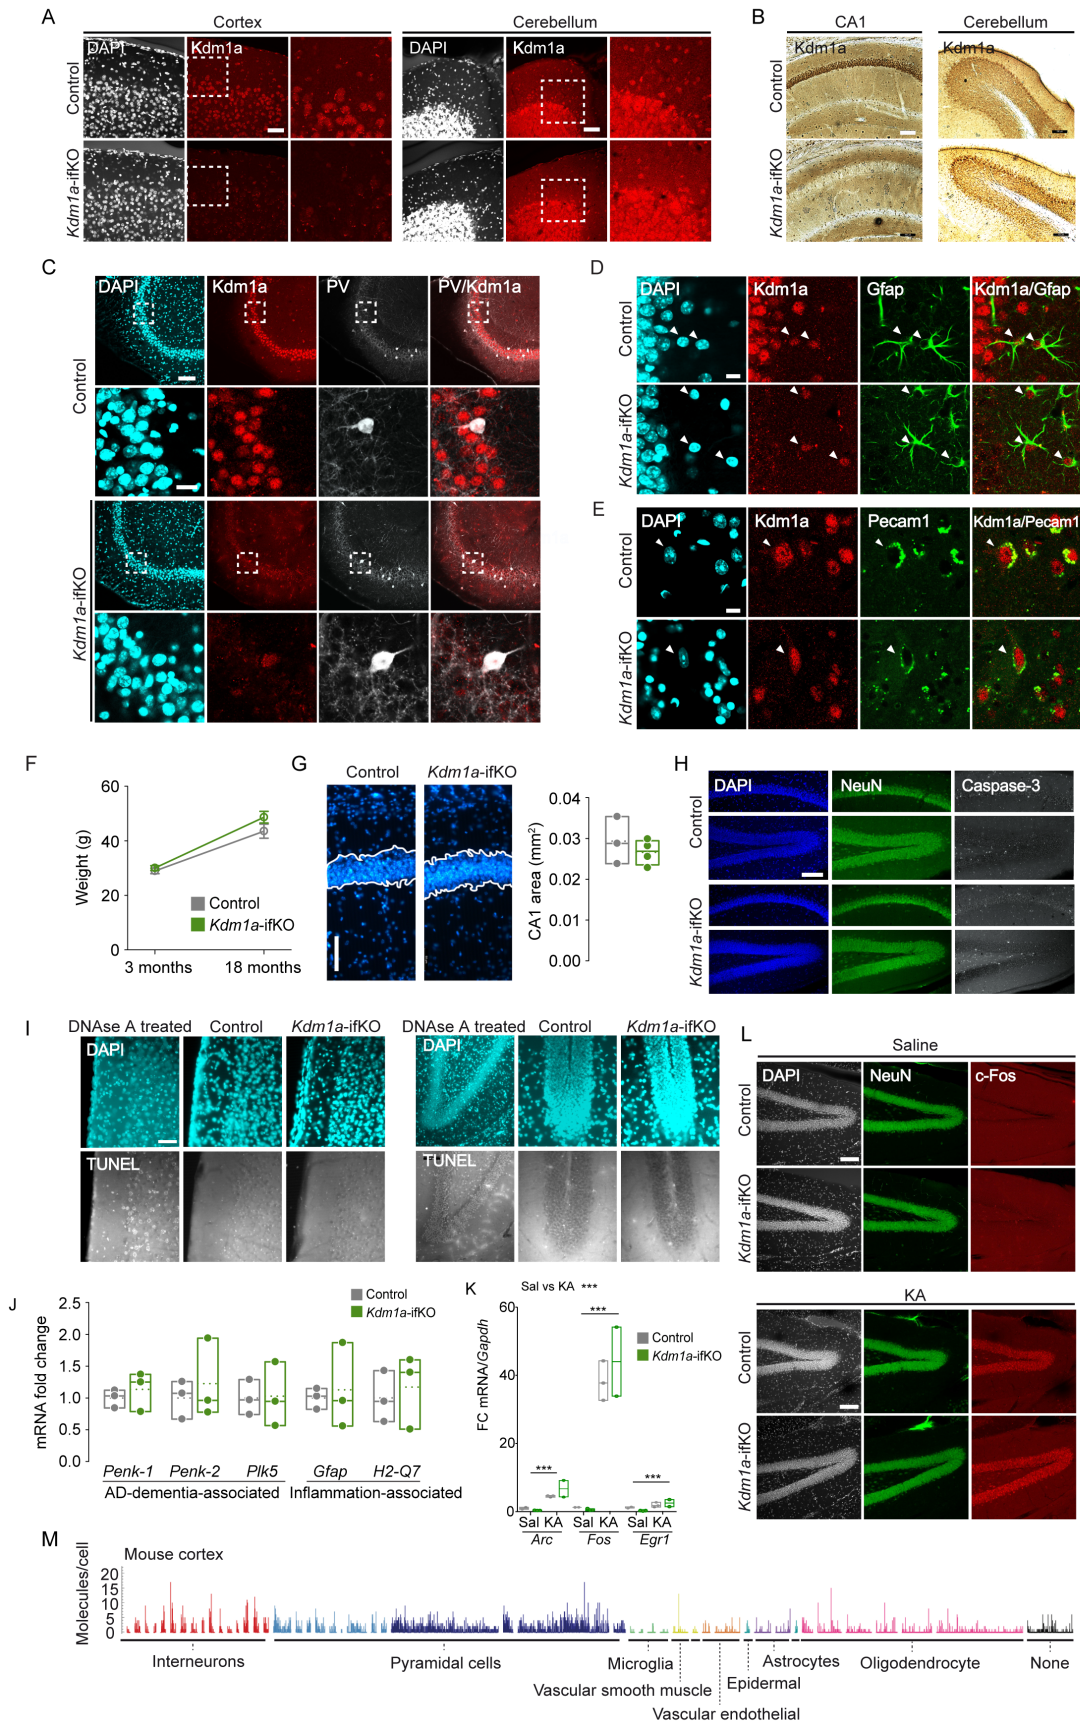 A
Cortex
Cerebellum
DAPI
Kdm1a
DAPI
Kdm1a
Control
Kdm1a-ifKO
B
CA1
Cerebellum
Kdm1a
Kdm1a
Control
Kdm1a-ifKO
C
DAPI
Kdm1a
PV
PV/Kdm1a
Control
Kdm1a-ifKO
D
DAPI
Kdm1a
Gfap
Kdm1a/Gfap
Control
Kdm1a-ifKO
E
DAPI
Kdm1a
Pecam1
Kdm1a/Pecam1
Control
Kdm1a-ifKO
F
Weight (g)
60
40
20
0
Control
Kdm1a-ifKO
3 months
18 months
G
Control
Kdm1a-ifKO
CA1 area (mm²)
0.04
0.03
0.02
0.01
0.00
H
DAPI
NeuN
Caspase-3
Control
Kdm1a-ifKO
I
DNAse A treated
Control
Kdm1a-ifKO
DAPI
TUNEL
DNAse A treated
Control
Kdm1a-ifKO
DAPI
TUNEL
J
Control
Kdm1a-ifKO
mRNA fold change
2.5
2.0
1.5
1.0
0.5
0.0
Penk-1
Penk-2
Plk5
Gfap
H2-Q7
AD-dementia-associated
Inflammation-associated
K
Sal vs KA ***
FC mRNA/Gapdh
60
40
20
0
***
***
***
Control
Kdm1a-ifKO
Sal KA
Sal KA
Sal KA
Arc
Fos
Egr1
L
Saline
DAPI
NeuN
c-Fos
Control
Kdm1a-ifKO
KA
Control
Kdm1a-ifKO
M
Mouse cortex
Molecules/cell
20
15
10
5
0
Interneurons
Pyramidal cells
Microglia
Vascular smooth muscle
Vascular endothelial
Epidermal
Astrocytes
Oligodendrocyte
None